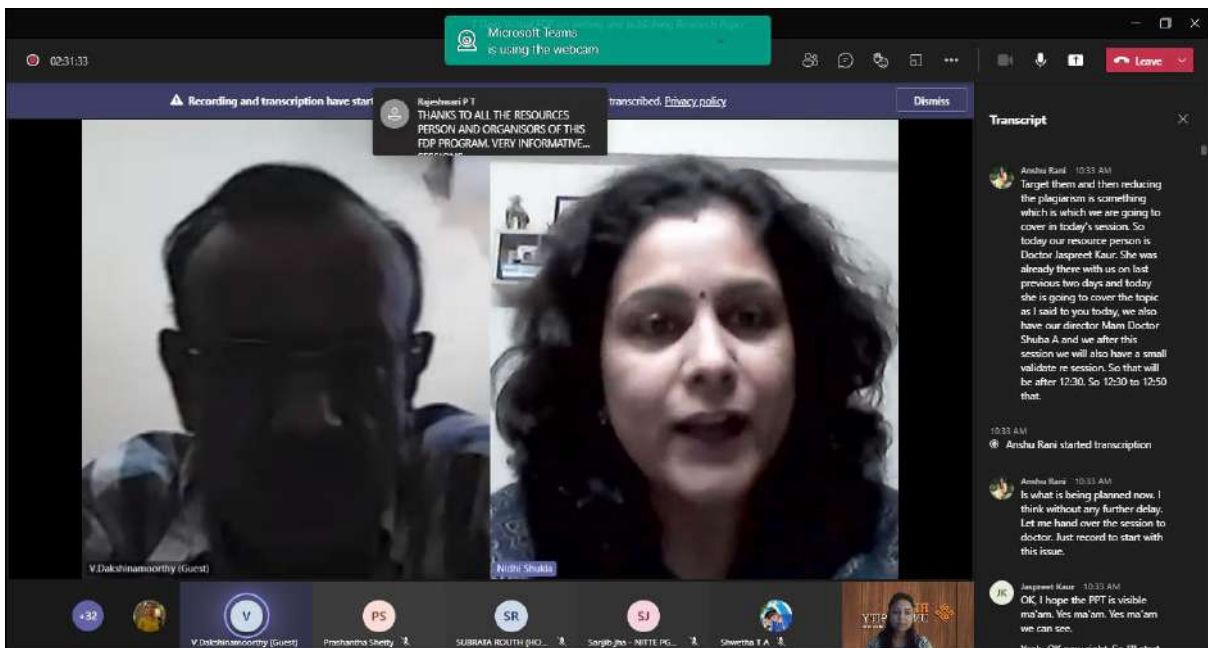 Microsoft Teams
is using the webcam
02:31:33
Leave
Recording and transcription have star
transcribed. Privacy policy
Dismiss
Rajeshwari P T
THANKS TO ALL THE RESOURCES
PERSON AND ORGANISORS OF THIS
FDP PROGRAM. VERY INFORMATIVE...
V.Dakshinamoorthy (Guest)
Nidhi Shukla
+32
V
V.Dakshinamoorthy (Guest)
PS
Prashantha Shetty
SR
SUBRATA ROUTH (HO...
SJ
Sanjib Jha - NITTE PG...
Shwetha T A
Transcript
Anshu Rani 10:33 AM
Target them and then reducing
the plagiarism is something
which is which we are going to
cover in today's session. So
today our resource person is
Doctor Jaspreet Kaur. She was
already there with us on last
previous two days and today
she is going to cover the topic
as I said to you today, we also
have our director Mam Doctor
Shuba A and we after this
session we will also have a small
validate re session. So that will
be after 12:30. So 12:30 to 12:50
that.
10:33 AM
Anshu Rani started transcription
Anshu Rani 10:33 AM
Is what is being planned now. I
think without any further delay.
Let me hand over the session to
doctor. Just record to start with
this issue.
JK
Jaspreet Kaur 10:33 AM
OK, I hope the PPT is visible
ma'am. Yes ma'am. Yes ma'am
we can see.